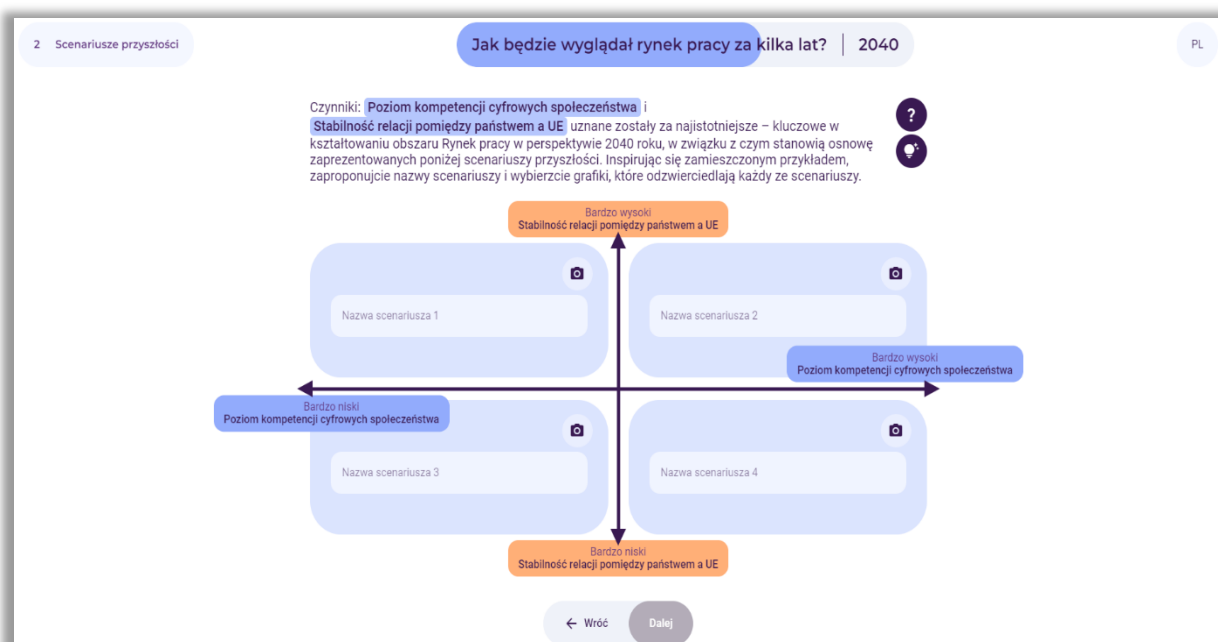 2 Scenariusze przyszłości
Jak będzie wyglądał rynek pracy za kilka lat? | 2040
PL
Czynniki: Poziom kompetencji cyfrowych społeczeństwa i
Stabilność relacji pomiędzy państwem a UE uznane zostały za najistotniejsze – kluczowe w
kształtowaniu obszaru Rynek pracy w perspektywie 2040 roku, w związku z czym stanowią osnowę
zaprezentowanych poniżej scenariuszy przyszłości. Inspirując się zamieszczonym przykładem,
zaproponujcie nazwy scenariuszy i wybierzcie grafiki, które odzwierciedlają każdy ze scenariuszy.
?
Bardzo wysoki
Stabilność relacji pomiędzy państwem a UE
Nazwa scenariusza 1
Nazwa scenariusza 2
Bardzo wysoki
Poziom kompetencji cyfrowych społeczeństwa
Bardzo niski
Poziom kompetencji cyfrowych społeczeństwa
Nazwa scenariusza 3
Nazwa scenariusza 4
Bardzo niski
Stabilność relacji pomiędzy państwem a UE
← Wróć
Dalej